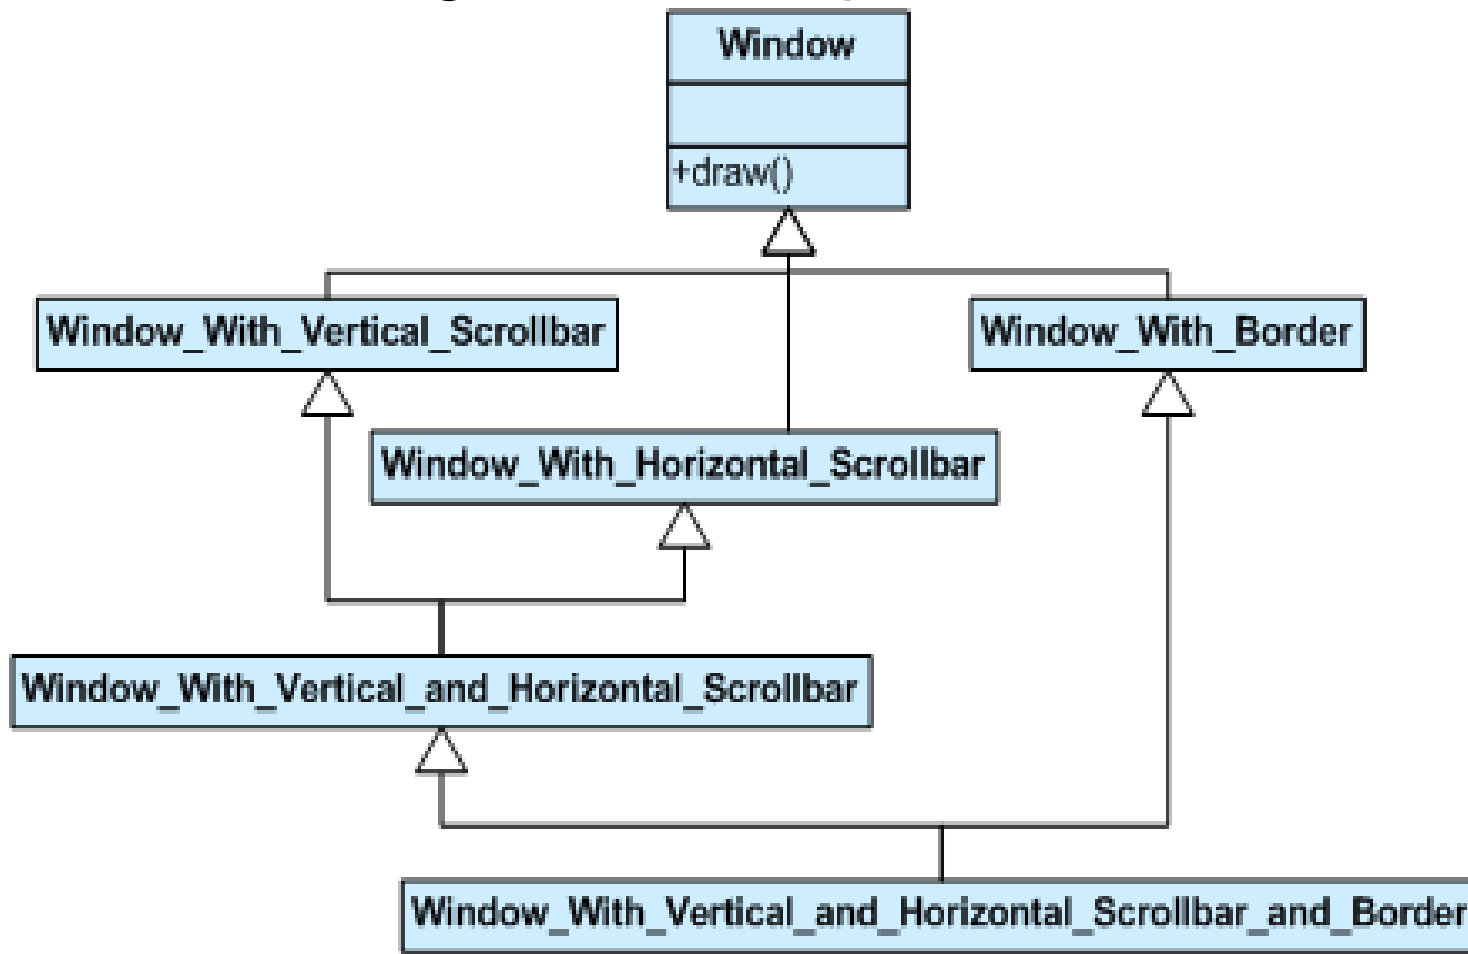 Window
+draw()
Window_With_Vertical_Scrollbar
Window_With_Border
Window_With_Horizontal_Scrollbar
Window_With_Vertical_and_Horizontal_Scrollbar
Window_With_Vertical_and_Horizontal_Scrollbar_and_Border